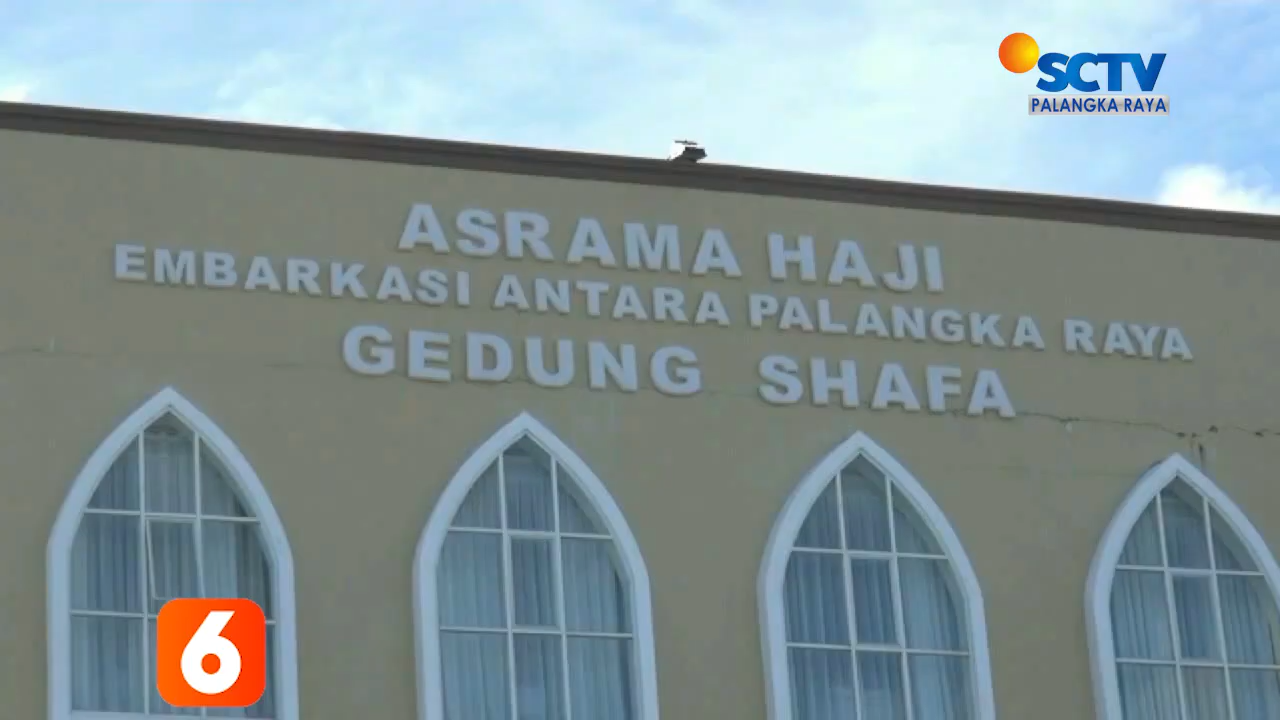 SCTV
PALANGKA RAYA
ASRAMA HAJI
EMBARKASI ANTARA PALANGKA RAYA
GEDUNG SHAFA
6